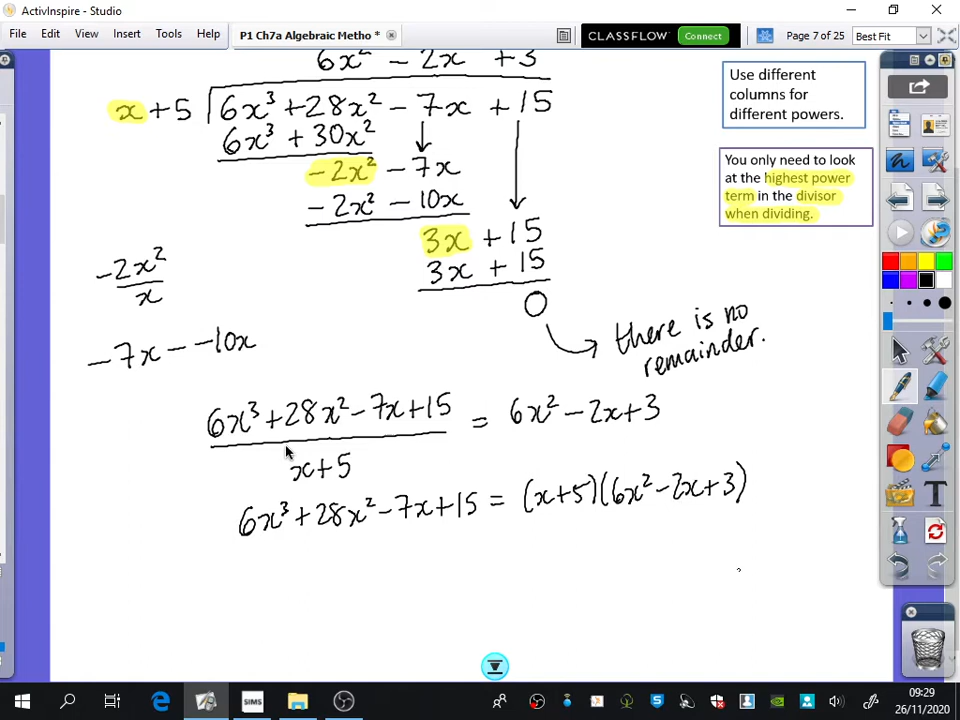 ActivInspire - Studio
File Edit View Insert Tools Help
P1 Ch7a Algebraic Metho *
CLASSFLOW Connect
Page 7 of 25
Best Fit
6x² - 2x + 3
x + 5 6x³ + 28x² - 7x + 15
6x³ + 30x²
-2x² - 7x
-2x² - 10x
3x + 15
3x + 15
0
there is no
remainder.
Use different
columns for
different powers.
You only need to look
at the highest power
term in the divisor
when dividing.
-2x²
x
-7x - -10x
6x³ + 28x² - 7x + 15 = 6x² - 2x + 3
x + 5
6x³ + 28x² - 7x + 15 = (x + 5)(6x² - 2x + 3)
SIMS
09:29
26/11/2020